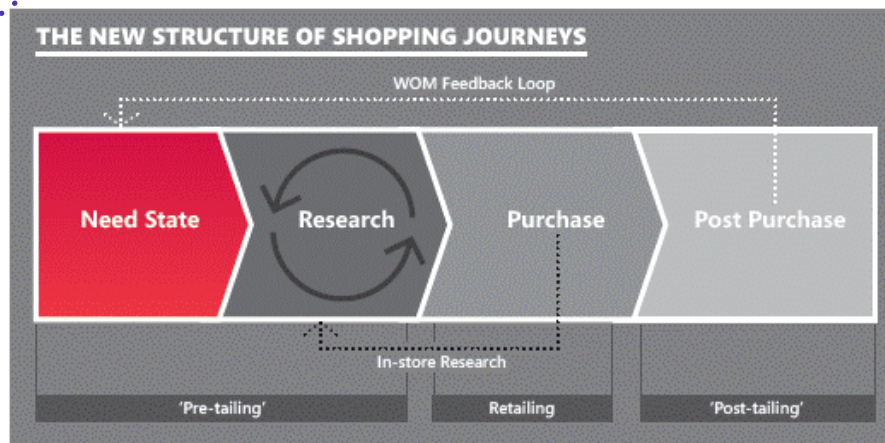 THE NEW STRUCTURE OF SHOPPING JOURNEYS
WOM Feedback Loop
Need State
Research
Purchase
Post Purchase
In-store Research
‘Pre-tailing’
Retailing
‘Post-tailing’